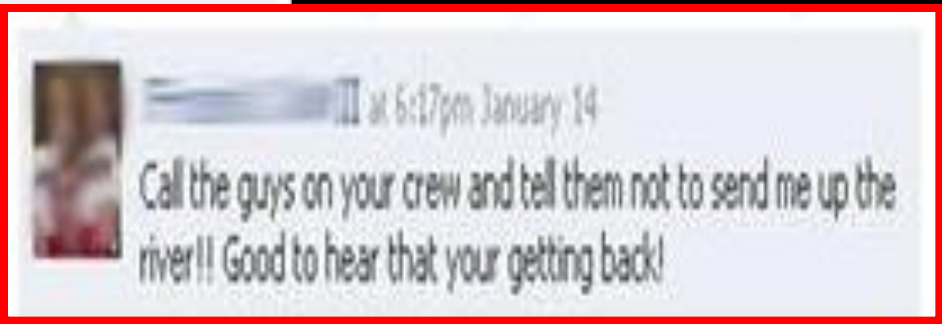 III at 6:17pm January 14
Call the guys on your crew and tell them not to send me up the
river!! Good to hear that your getting back!